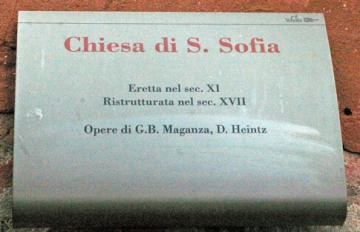 Chiesa di S. Sofia
Eretta nel sec. XI
Ristrutturata nel sec. XVII
Opere di G.B. Maganza, D. Heintz